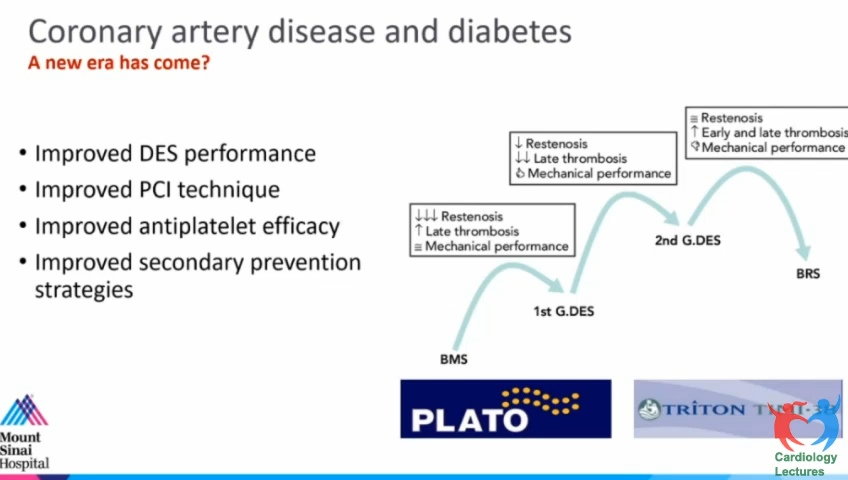 Coronary artery disease and diabetes
A new era has come?
• Improved DES performance
• Improved PCI technique
• Improved antiplatelet efficacy
• Improved secondary prevention
strategies
≅ Restenosis
↑ Early and late thrombosis
👎 Mechanical performance
↓ Restenosis
↓↓ Late thrombosis
👍 Mechanical performance
↓↓↓ Restenosis
↑ Late thrombosis
≅ Mechanical performance
2nd G.DES
BRS
1st G.DES
BMS
PLATO
TRITON TIMI-38
Mount
Sinai
Hospital
Cardiology
Lectures